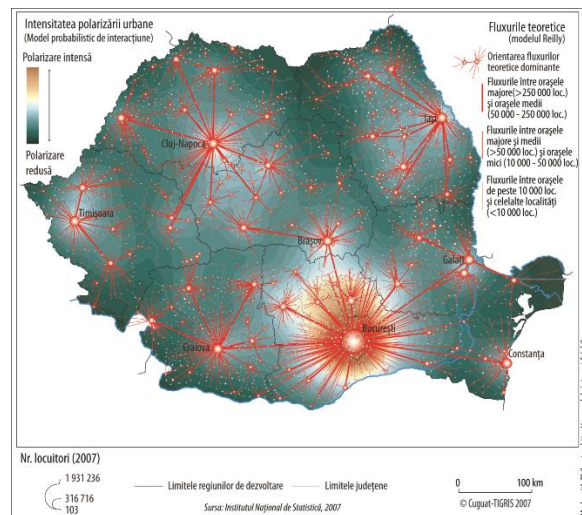 Intensitatea polarizării urbane
(Model probabilistic de interacțiune)
Polarizare intensă
Polarizare
redusă
Fluxurile teoretice
(modelul Reilly)
Orientarea fluxurilor
teoretice dominante
Fluxurile între orașele
majore(>250 000 loc.)
și orașele medii
(50 000 - 250 000 loc.)
Fluxurile între orașele
majore și medii
(>50 000 loc.) și orașele
mici (10 000 - 50 000 loc.)
Fluxurile între orașele
de peste 10 000 loc.
și celelalte localități
(<10 000 loc.)
Iași
Cluj-Napoca
Timișoara
Brașov
Galați
București
Craiova
Constanța
Nr. locuitori (2007)
1 931 236
316 716
103
Limitele regiunilor de dezvoltare
Limitele județene
Sursa: Institutul Național de Statistică, 2007
0 100 km
© Cuguat-TIGRIS 2007